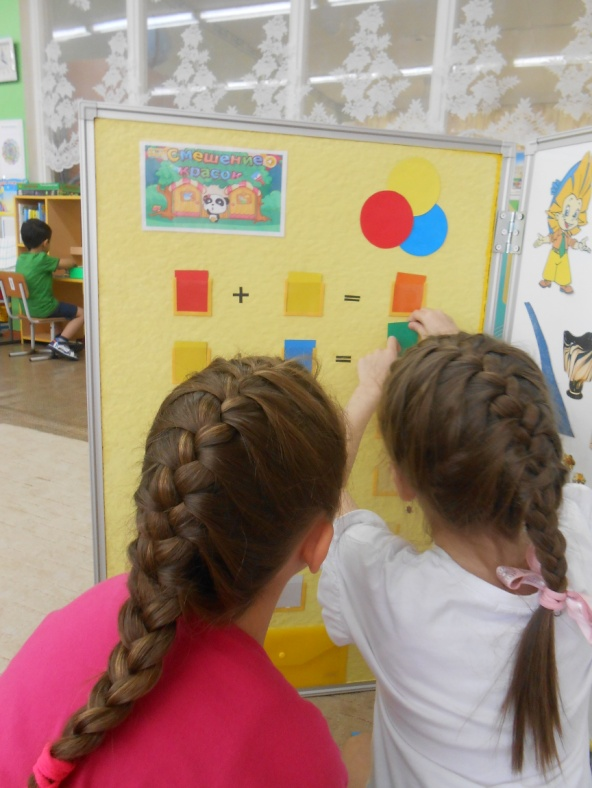 Смешение
красок
+ =
=